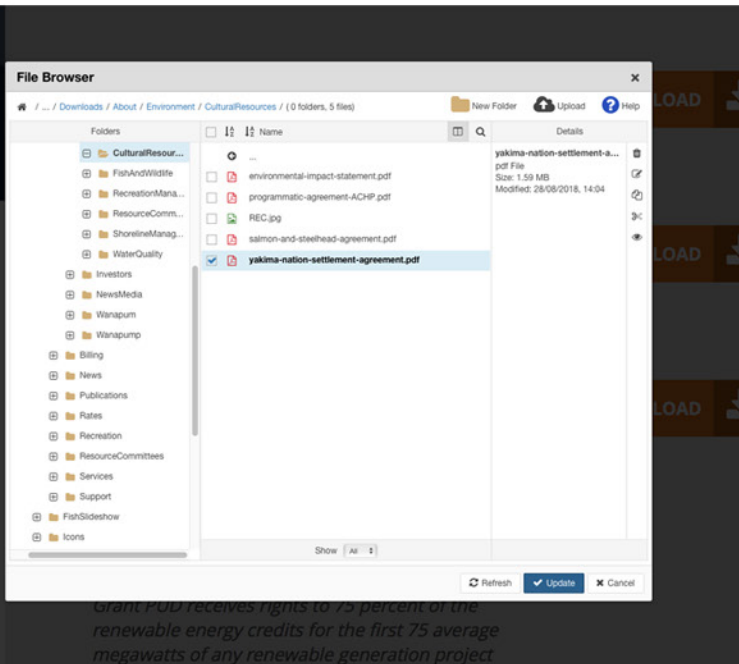 File Browser
/ ... / Downloads / About / Environment / CulturalResources / ( 0 folders, 5 files)
New Folder
Upload
Help
Folders
Name
Details
CulturalResour...
FishAndWildlife
RecreationMana...
ResourceComm...
ShorelineManag...
WaterQuality
Investors
NewsMedia
Wanapum
Wanapump
Billing
News
Publications
Rates
Recreation
ResourceCommittees
Services
Support
FishSlideshow
Icons
...
environmental-impact-statement.pdf
programmatic-agreement-ACHP.pdf
REC.jpg
salmon-and-steelhead-agreement.pdf
yakima-nation-settlement-agreement.pdf
yakima-nation-settlement-a...
pdf File
Size: 1.59 MB
Modified: 28/08/2018, 14:04
Show All
Refresh
Update
Cancel
LOAD
LOAD
LOAD
Grant PUD receives rights to 75 percent of the
renewable energy credits for the first 75 average
megawatts of any renewable generation project